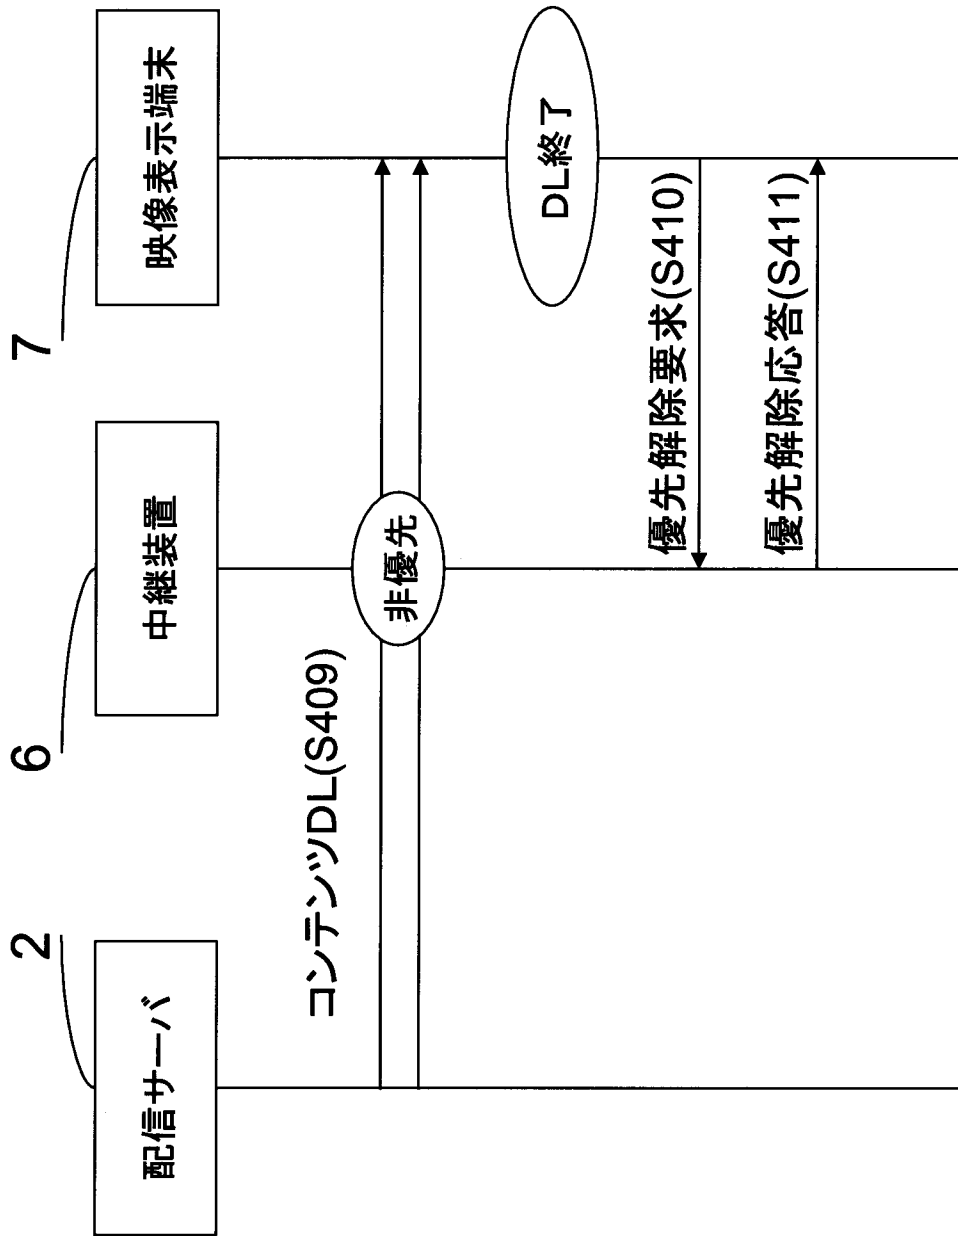 2
6
7
配信サーバ
中継装置
映像表示端末
コンテンツDL(S409)
非優先
DL終了
優先解除要求(S410)
優先解除応答(S411)